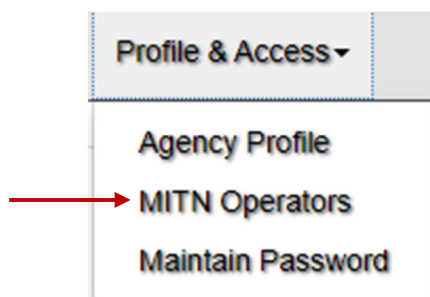 Profile & Access
Agency Profile
MITN Operators
Maintain Password